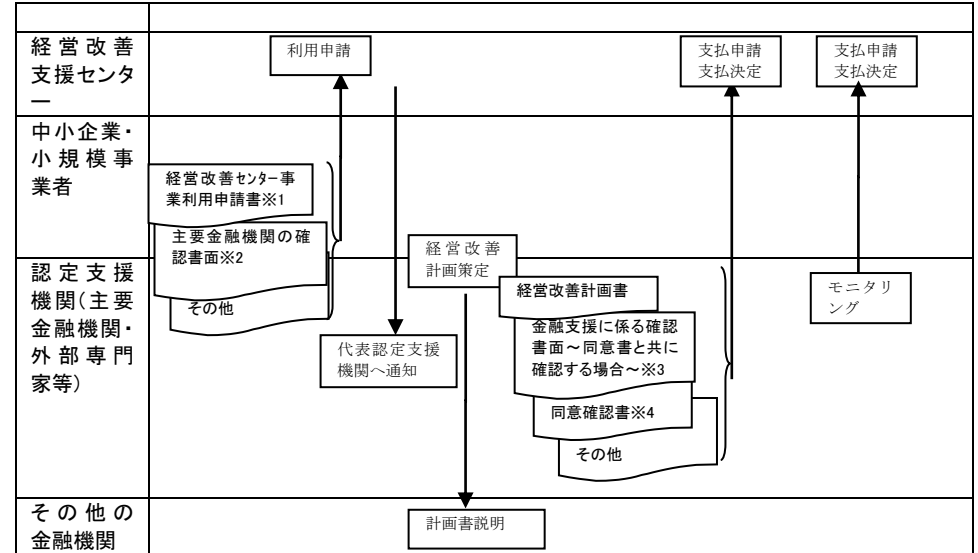 経営改善
支援センタ
ー
利用申請
支払申請
支払決定
支払申請
支払決定
中小企業・
小規模事
業者
経営改善センター事
業利用申請書※1
主要金融機関の確
認書面※2
その他
経営改善
計画策定
認定支援
機関(主要
金融機関・
外部専門
家等)
代表認定支援
機関へ通知
経営改善計画書
金融支援に係る確認
書面～同意書と共に
確認する場合～※3
同意確認書※4
その他
モニタリ
ング
その他の
金融機関
計画書説明